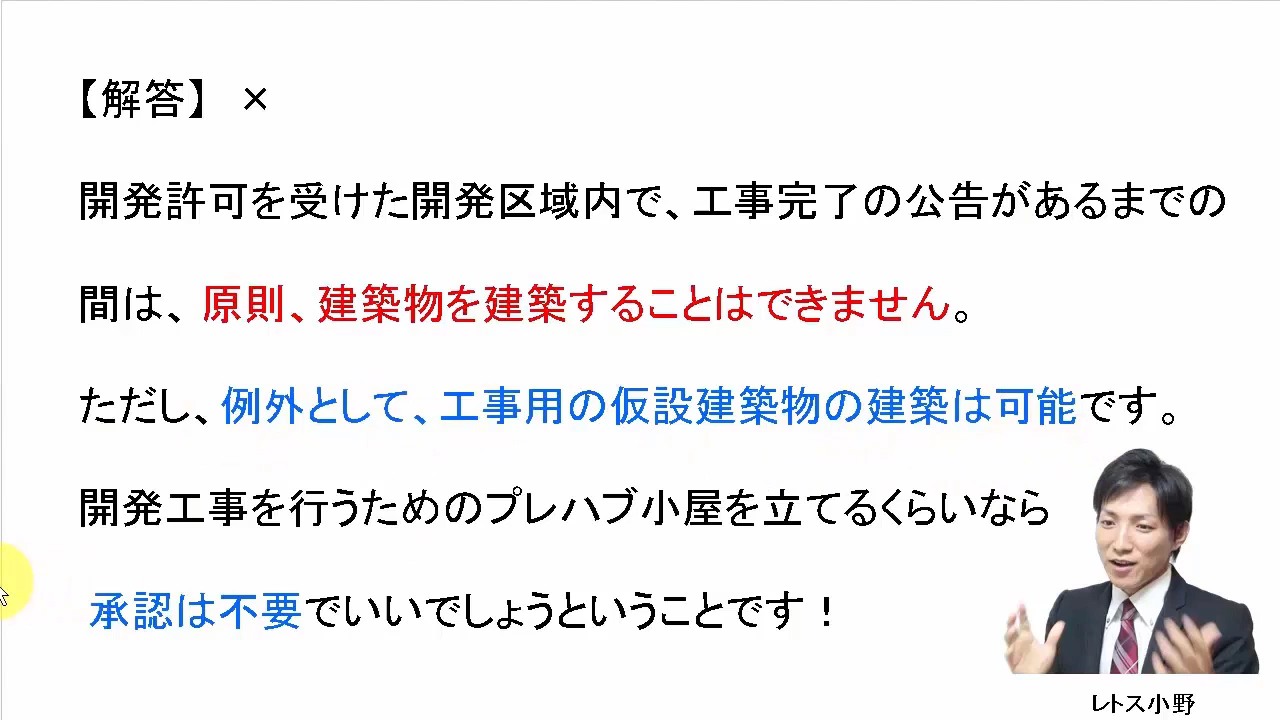 【解答】 ×
開発許可を受けた開発区域内で、工事完了の公告があるまでの
間は、原則、建築物を建築することはできません。
ただし、例外として、工事用の仮設建築物の建築は可能です。
開発工事を行うためのプレハブ小屋を立てるくらいなら
承認は不要でいいでしょうということです!
レトス小野